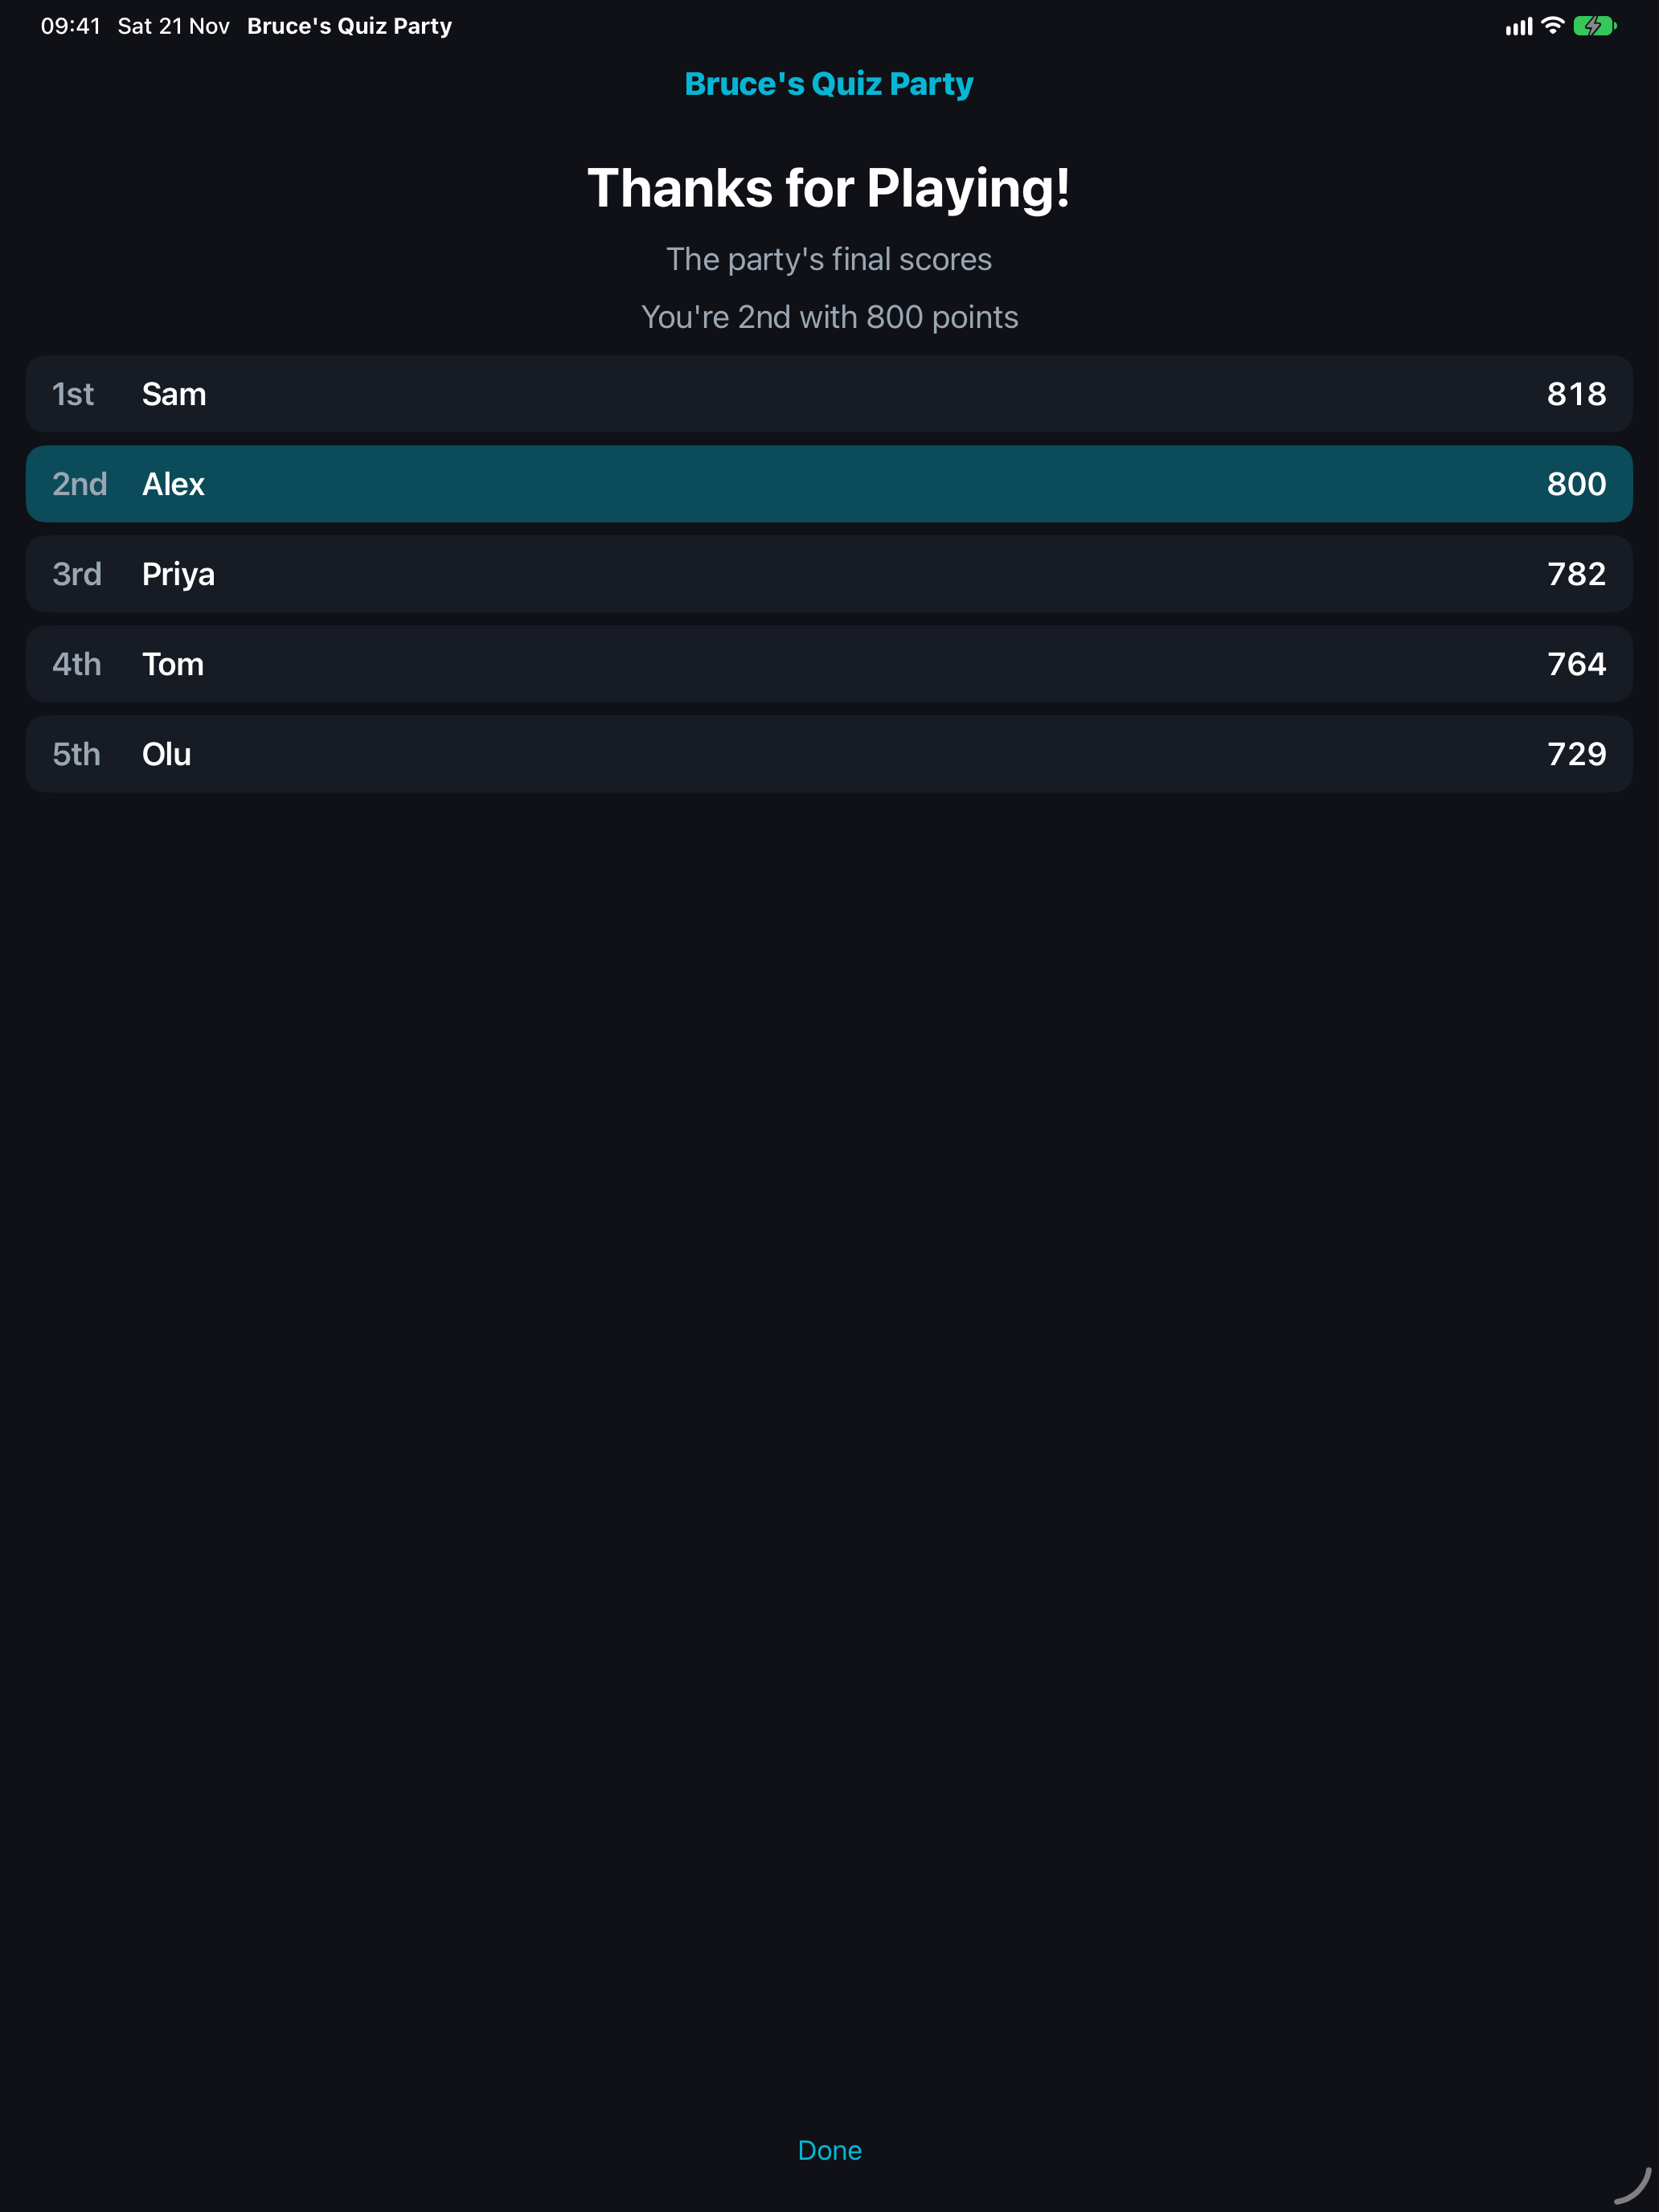 09:41 Sat 21 Nov Bruce's Quiz Party
Bruce's Quiz Party
Thanks for Playing!
The party's final scores
You're 2nd with 800 points
1st Sam 818
2nd Alex 800
3rd Priya 782
4th Tom 764
5th Olu 729
Done